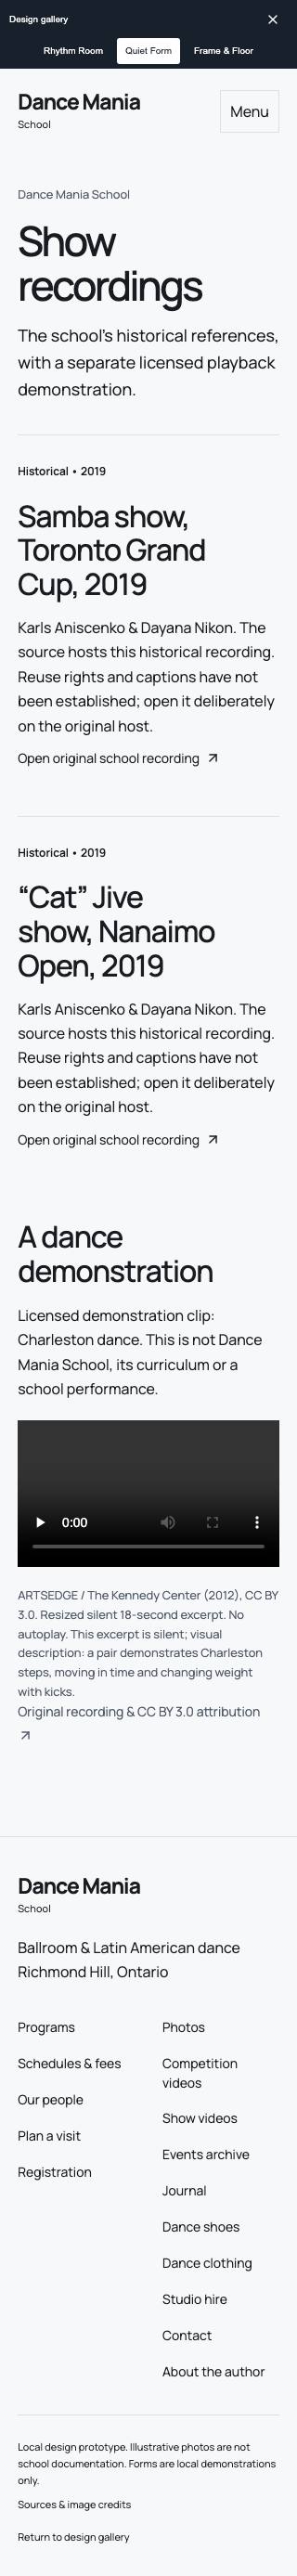 Design gallery
Rhythm Room
Quiet Form
Frame & Floor
Dance Mania
School
Menu
Dance Mania School
Show
recordings
The school's historical references,
with a separate licensed playback
demonstration.
Historical • 2019
Samba show,
Toronto Grand
Cup, 2019
Karls Aniscenko & Dayana Nikon. The
source hosts this historical recording.
Reuse rights and captions have not
been established; open it deliberately
on the original host.
Open original school recording
Historical • 2019
“Cat” Jive
show, Nanaimo
Open, 2019
Karls Aniscenko & Dayana Nikon. The
source hosts this historical recording.
Reuse rights and captions have not
been established; open it deliberately
on the original host.
Open original school recording
A dance
demonstration
Licensed demonstration clip:
Charleston dance. This is not Dance
Mania School, its curriculum or a
school performance.
0:00
ARTSEDGE / The Kennedy Center (2012), CC BY
3.0. Resized silent 18-second excerpt. No
autoplay. This excerpt is silent; visual
description: a pair demonstrates Charleston
steps, moving in time and changing weight
with kicks.
Original recording & CC BY 3.0 attribution
Dance Mania
School
Ballroom & Latin American dance
Richmond Hill, Ontario
Programs
Schedules & fees
Our people
Plan a visit
Registration
Photos
Competition
videos
Show videos
Events archive
Journal
Dance shoes
Dance clothing
Studio hire
Contact
About the author
Local design prototype. Illustrative photos are not
school documentation. Forms are local demonstrations
only.
Sources & image credits
Return to design gallery